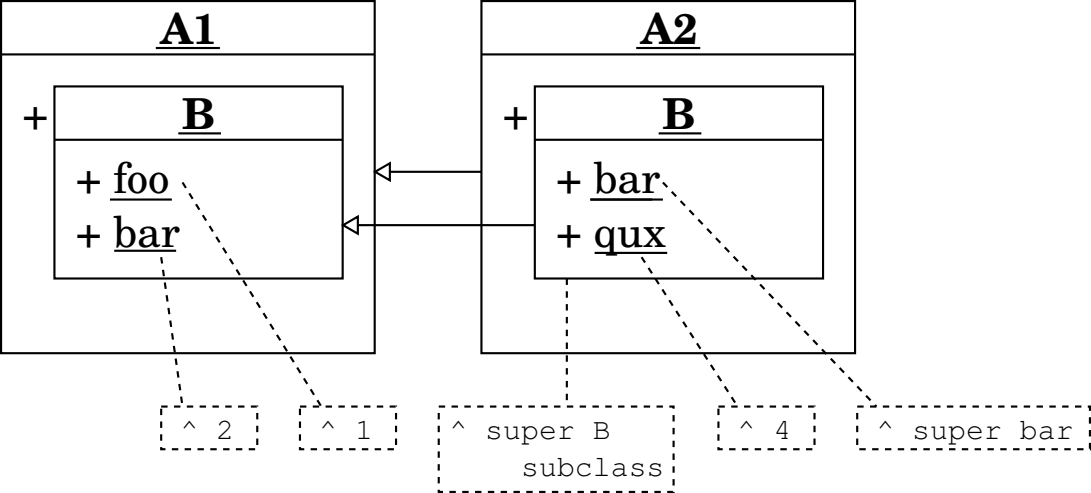 A1 A2
+ B + B
+ foo + bar
+ bar + qux
^ 2 ^ 1 ^ super B ^ 4 ^ super bar
subclass